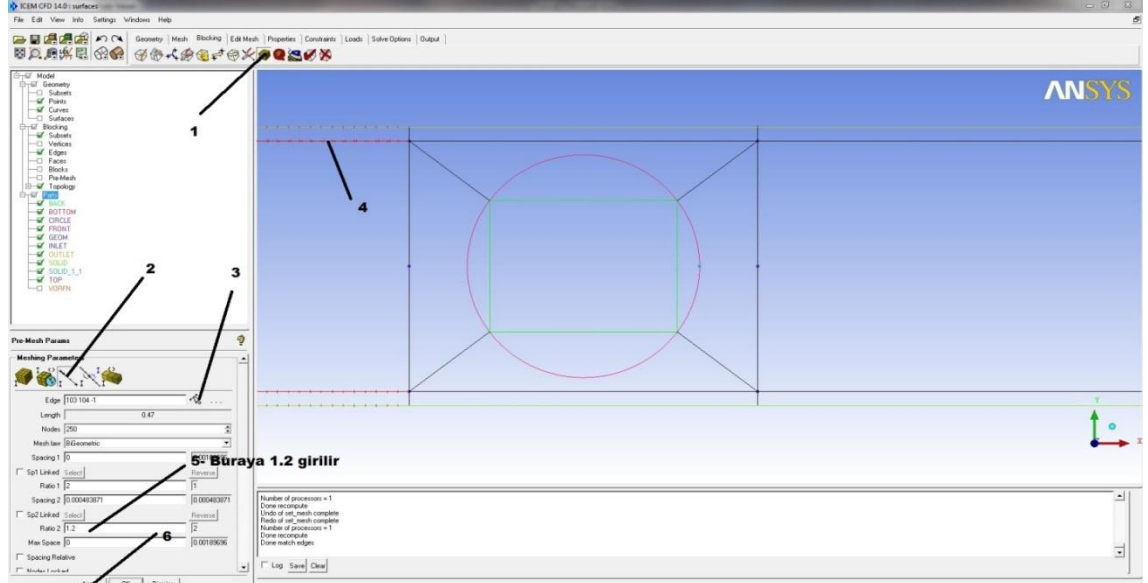 ICEM CFD 14.0 : surfaces
File Edit View Info Settings Windows Help
Geometry Mesh Blocking Edit Mesh Properties Constraints Loads Solve Options Output
1
Model
Geometry
Subsets
Points
Curves
Surfaces
Blocking
Subsets
Vertices
Edges
Faces
Blocks
Pre-Mesh
Topology
Parts
BACK
BOTTOM
CIRCLE
FRONT
GEOM
INLET
OUTLET
SOLID
SOLID_1_1
TOP
VORFN
2
3
ANSYS
4
Pre-Mesh Params
Meshing Parameters
Edge 103 104 -1
Length 0.47
Nodes 250
Mesh law BiGeometric
Spacing 1 0
5- Buraya 1.2 girilir
Sp1 Linked Select Reverse
Ratio 1 2 1
Spacing 2 0.000483871 0.000483871
Sp2 Linked Select Reverse
Ratio 2 1.2 2
6
Max Space 0 0.00189696
Spacing Relative
Nodes Locked
Y
X
Number of processors = 1
Done recompute
Undo of set_mesh complete
Redo of set_mesh complete
Number of processors = 1
Done recompute
Done match edges
Log Save Clear